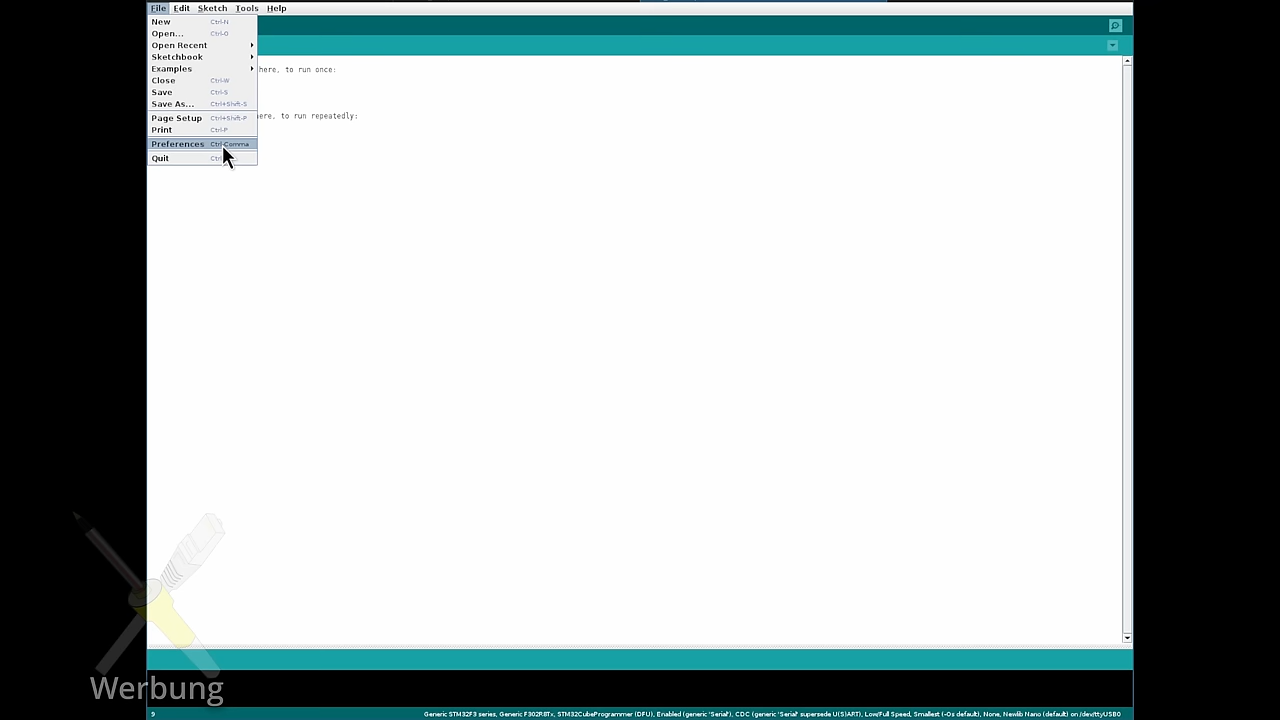 File Edit Sketch Tools Help
New Ctrl-N
Open... Ctrl-O
Open Recent
Sketchbook
Examples
here, to run once:
Close Ctrl-W
Save Ctrl-S
Save As... Ctrl+Shift-S
Page Setup Ctrl+Shift-P
ere, to run repeatedly:
Print Ctrl-P
Preferences Ctrl-Comma
Quit Ctrl
Werbung
9 Generic STM32F3 series, Generic F302R8Tx, STM32CubeProgrammer (DFU), Enabled (generic 'Serial'), CDC (generic 'Serial' supersede U(S)ART), Low/Full Speed, Smallest (-Os default), None, Newlib Nano (default) on /dev/ttyUSB0